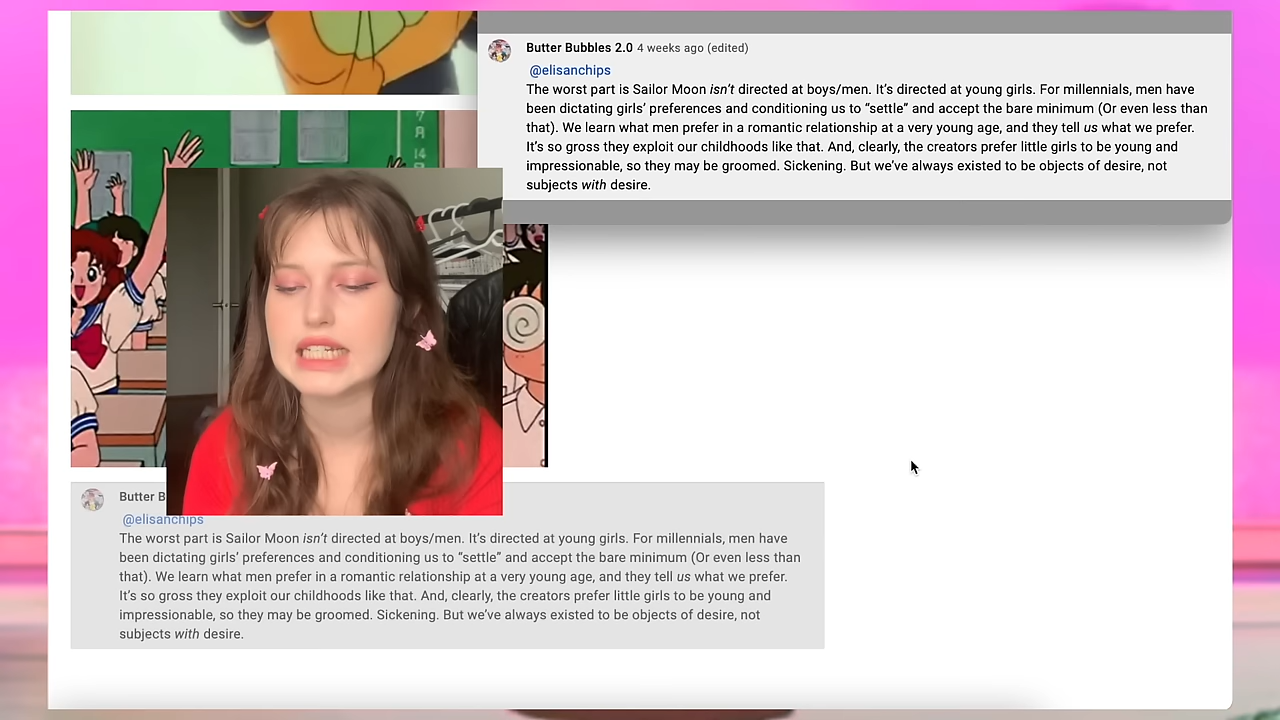 Butter Bubbles 2.0 4 weeks ago (edited)
@elisanchips
The worst part is Sailor Moon isn’t directed at boys/men. It’s directed at young girls. For millennials, men have
been dictating girls’ preferences and conditioning us to “settle” and accept the bare minimum (Or even less than
that). We learn what men prefer in a romantic relationship at a very young age, and they tell us what we prefer.
It’s so gross they exploit our childhoods like that. And, clearly, the creators prefer little girls to be young and
impressionable, so they may be groomed. Sickening. But we’ve always existed to be objects of desire, not
subjects with desire.
7
月
14
Butter B
@elisanchips
The worst part is Sailor Moon isn’t directed at boys/men. It’s directed at young girls. For millennials, men have
been dictating girls’ preferences and conditioning us to “settle” and accept the bare minimum (Or even less than
that). We learn what men prefer in a romantic relationship at a very young age, and they tell us what we prefer.
It’s so gross they exploit our childhoods like that. And, clearly, the creators prefer little girls to be young and
impressionable, so they may be groomed. Sickening. But we’ve always existed to be objects of desire, not
subjects with desire.